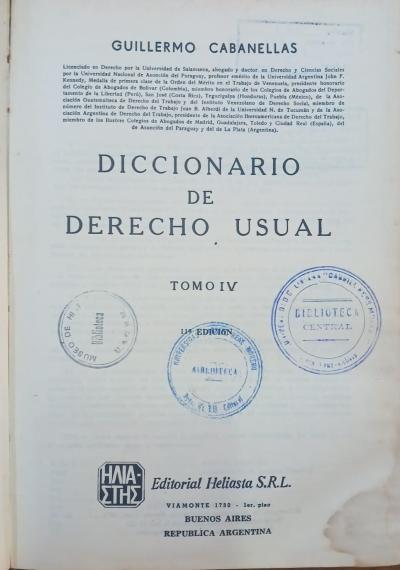 GUILLERMO CABANELLAS
Licenciado en Derecho por la Universidad de Salamanca, abogado y doctor en Derecho y Ciencias Sociales
por la Universidad Nacional de Asunción del Paraguay, profesor emérito de la Universidad Argentina John F.
Kennedy, Medalla de primera clase de la Orden del Mérito en el Trabajo de Venezuela, presidente honorario
del Colegio de Abogados de Bolívar (Colombia), miembro honorario de los Colegios de Abogados del Depar-
tamento de la Libertad (Perú), San José (Costa Rica), Tegucigalpa (Honduras), Puebla (México), de la Aso-
ciación Guatemalteca de Derecho del Trabajo y del Instituto Venezolano de Derecho Social, miembro de
número del Instituto de Derecho de Trabajo Juan B. Alberdi de la Universidad N. de Tucumán y de la Aso-
ciación Argentina de Derecho del Trabajo, presidente de la Asociación Iberoamericana de Derecho del Trabajo,
miembro de los Ilustres Colegios de Abogados de Madrid, Guadalajara, Toledo y Ciudad Real (España), del
de Asunción del Paraguay y del de La Plata (Argentina).
DICCIONARIO
DE
DERECHO USUAL
TOMO IV
11ª EDICION
MUSEO DE
Biblioteca
BIBLIOTECA
BIBLIOTECA
CENTRAL
ΗΛΙΑ-
ΣΤΗΣ
Editorial Heliasta S.R.L.
VIAMONTE 1730 - 1er. piso
BUENOS AIRES
REPUBLICA ARGENTINA